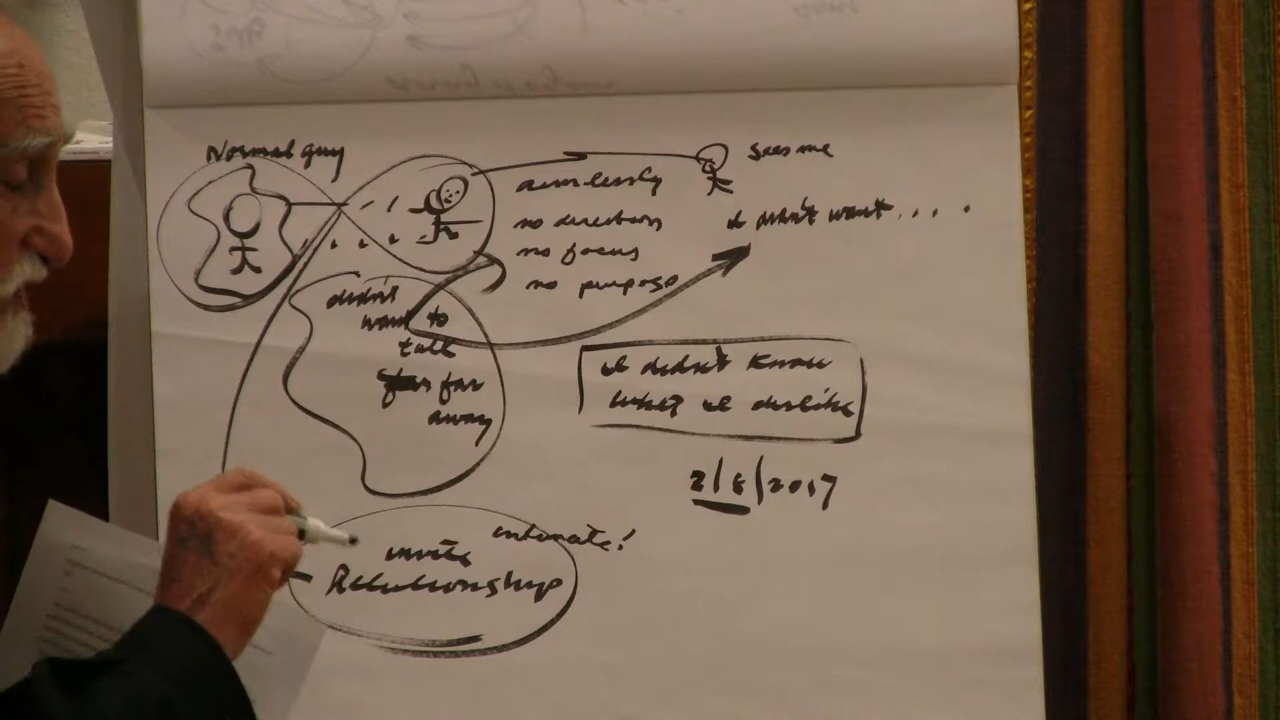 Normal guy
sees me
aimlessly
no direction
no focus
no purpose
I didn't want . . . .
didn't
want to
talk
far
away
I didn't know
what I dislike
2/8/2017
intimate!
invite
Relationship